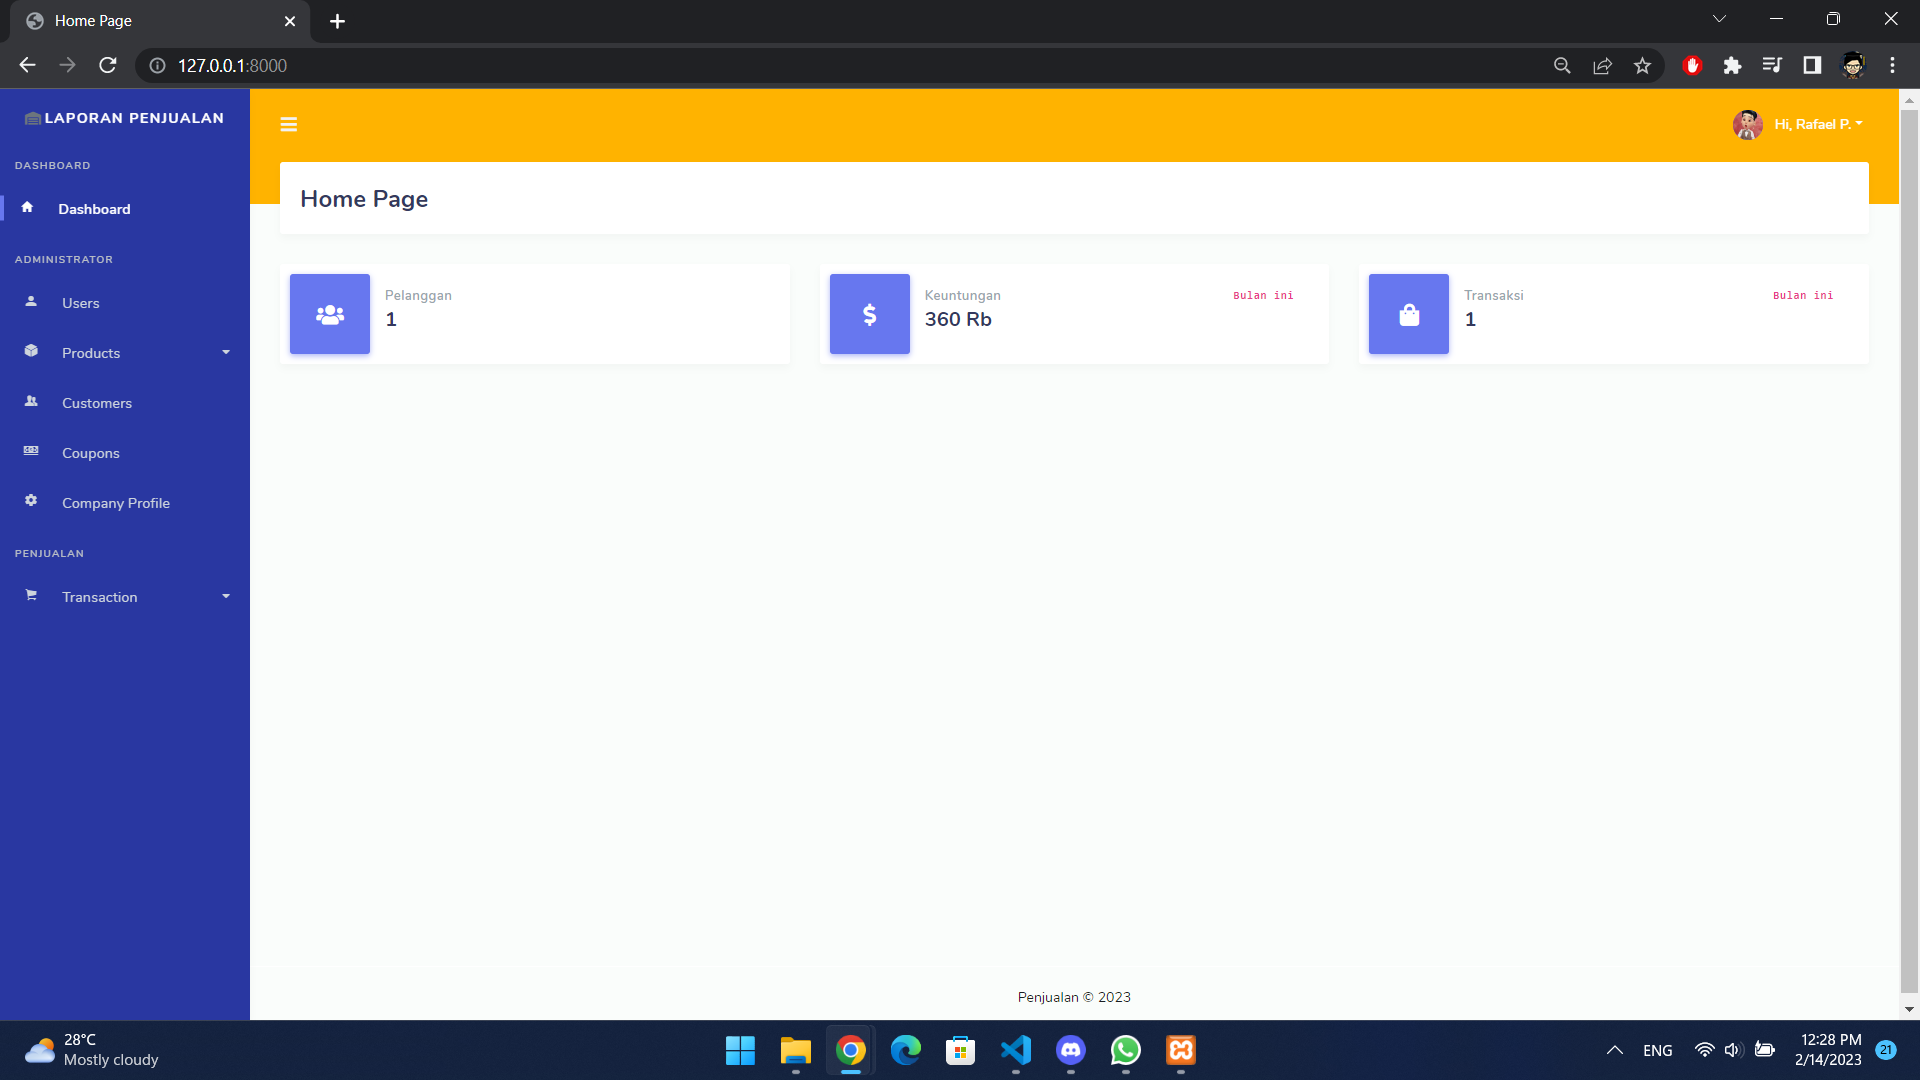 Home Page
127.0.0.1:8000
LAPORAN PENJUALAN
DASHBOARD
Dashboard
ADMINISTRATOR
Users
Products
Customers
Coupons
Company Profile
PENJUALAN
Transaction
Hi, Rafael P.
Home Page
Pelanggan
1
Keuntungan
Bulan ini
360 Rb
Transaksi
Bulan ini
1
Penjualan © 2023
28°C
Mostly cloudy
ENG
12:28 PM
2/14/2023
21